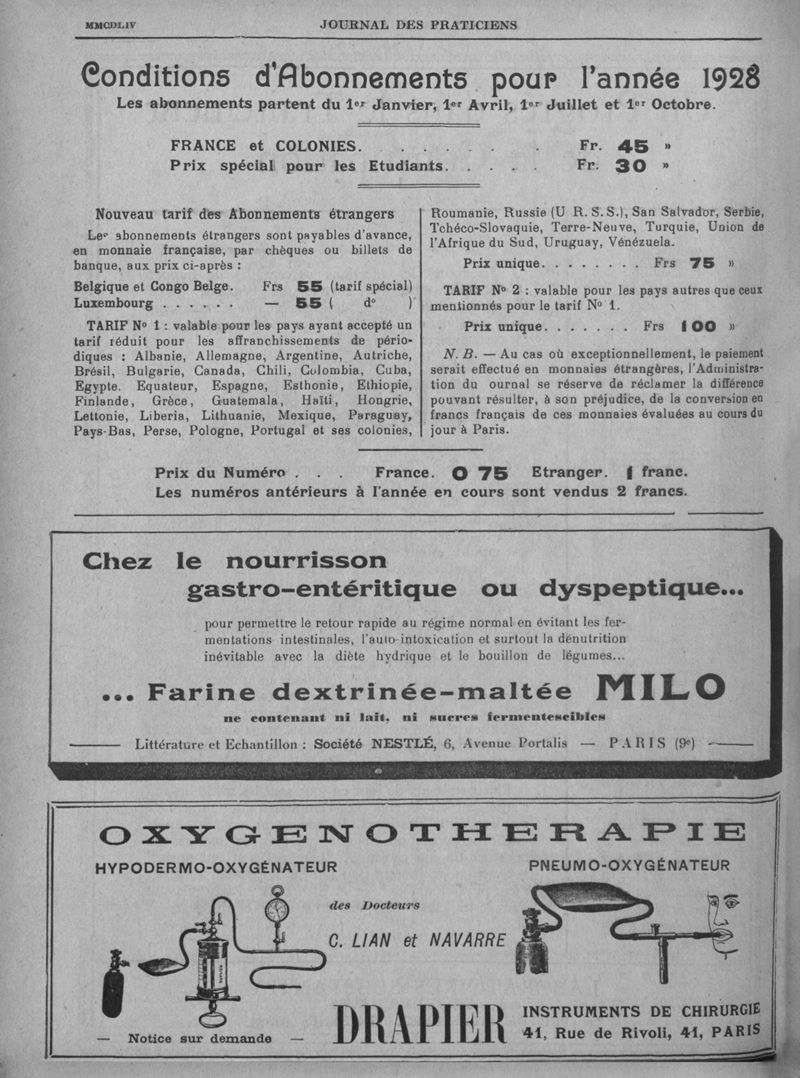 MMCDLIV
JOURNAL DES PRATICIENS
Conditions d'Abonnements pour l'année 1928
Les abonnements partent du 1er Janvier, 1er Avril, 1er Juillet et 1er Octobre.
FRANCE et COLONIES. . . . . . . . Fr. 45 »
Prix spécial pour les Etudiants. . . . . Fr. 30 »
Nouveau tarif des Abonnements étrangers
Les abonnements étrangers sont payables d'avance,
en monnaie française, par chèques ou billets de
banque, aux prix ci-après :
Belgique et Congo Belge. Frs 55 (tarif spécial)
Luxembourg . . . . . . — 55 ( do )
TARIF No 1 : valable pour les pays ayant accepté un
tarif réduit pour les affranchissements de pério-
diques : Albanie, Allemagne, Argentine, Autriche,
Brésil, Bulgarie, Canada, Chili, Colombia, Cuba,
Egypte. Equateur, Espagne, Esthonie, Ethiopie,
Finlande, Grèce, Guatemala, Haïti, Hongrie,
Lettonie, Liberia, Lithuanie, Mexique, Paraguay,
Pays-Bas, Perse, Pologne, Portugal et ses colonies,
Roumanie, Russie (U R. S. S.), San Salvador, Serbie,
Tchéco-Slovaquie, Terre-Neuve, Turquie, Union de
l'Afrique du Sud, Uruguay, Vénézuela.
Prix unique. . . . . . . . Frs 75 »
TARIF No 2 : valable pour les pays autres que ceux
mentionnés pour le tarif No 1.
Prix unique. . . . . . . Frs 100 »
N. B. — Au cas où exceptionnellement, le paiement
serait effectué en monnaies étrangères, l'Administra-
tion du ournal se réserve de réclamer la différence
pouvant résulter, à son préjudice, de la conversion en
francs français de ces monnaies évaluées au cours du
jour à Paris.
Prix du Numéro . . . France. 0 75 Etranger. 1 franc.
Les numéros antérieurs à l'année en cours sont vendus 2 francs.
Chez le nourrisson
gastro-entéritique ou dyspeptique...
pour permettre le retour rapide au régime normal en évitant les fer-
mentations intestinales, l'auto-intoxication et surtout la dénutrition
inévitable avec la diète hydrique et le bouillon de légumes...
... Farine dextrinée-maltée MILO
ne contenant ni lait, ni sucres fermentescibles
Littérature et Echantillon : Société NESTLÉ, 6, Avenue Portalis — PARIS (9e)
OXYGENOTHERAPIE
HYPODERMO-OXYGÉNATEUR
PNEUMO-OXYGÉNATEUR
des Docteurs
C. LIAN et NAVARRE
DRAPIER
INSTRUMENTS DE CHIRURGIE
41, Rue de Rivoli, 41, PARIS
— Notice sur demande —